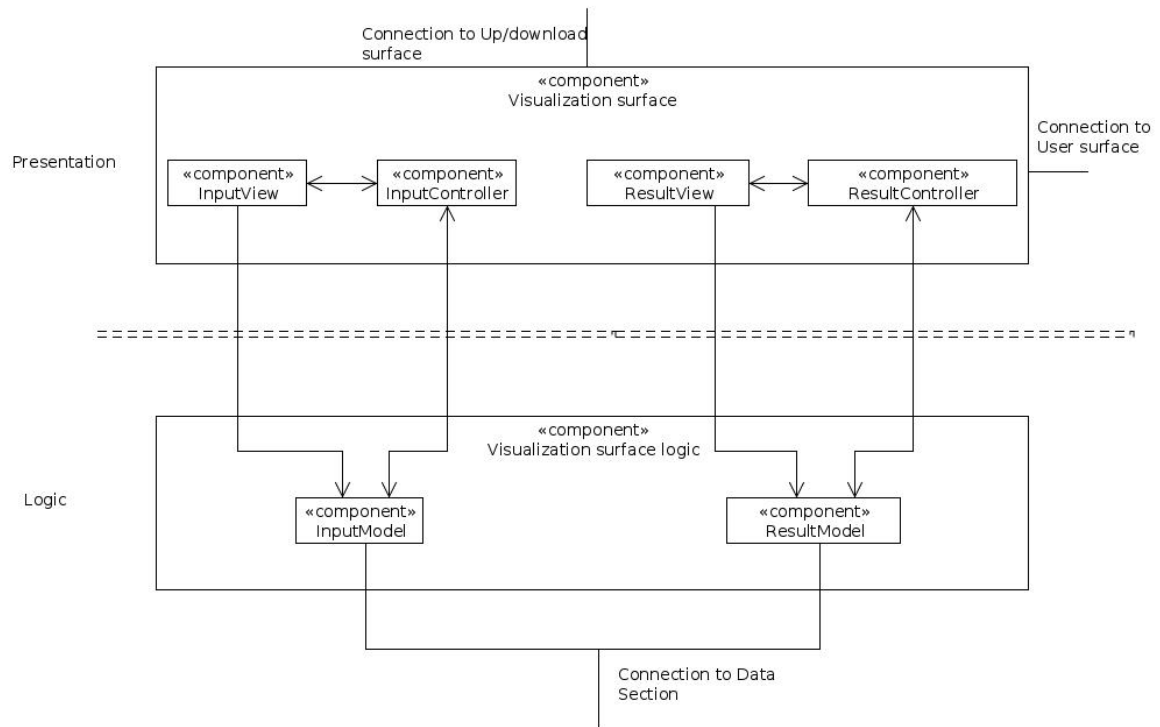 Connection to Up/download
surface
«component»
Visualization surface
Connection to
User surface
Presentation
«component»
InputView
«component»
InputController
«component»
ResultView
«component»
ResultController
«component»
Visualization surface logic
Logic
«component»
InputModel
«component»
ResultModel
Connection to Data
Section